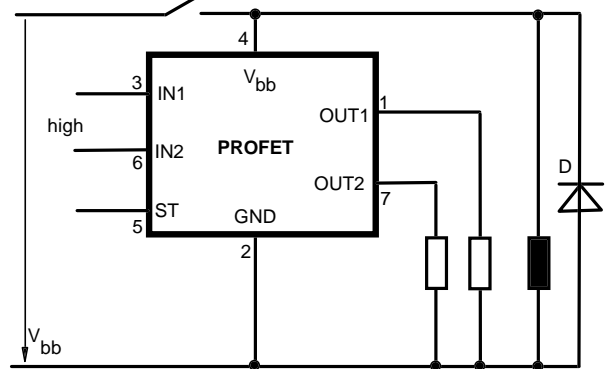 4
V bb
3
IN1
1
OUT1
high
PROFET
IN2
6
OUT2
7
D
ST
5
GND
2
V bb